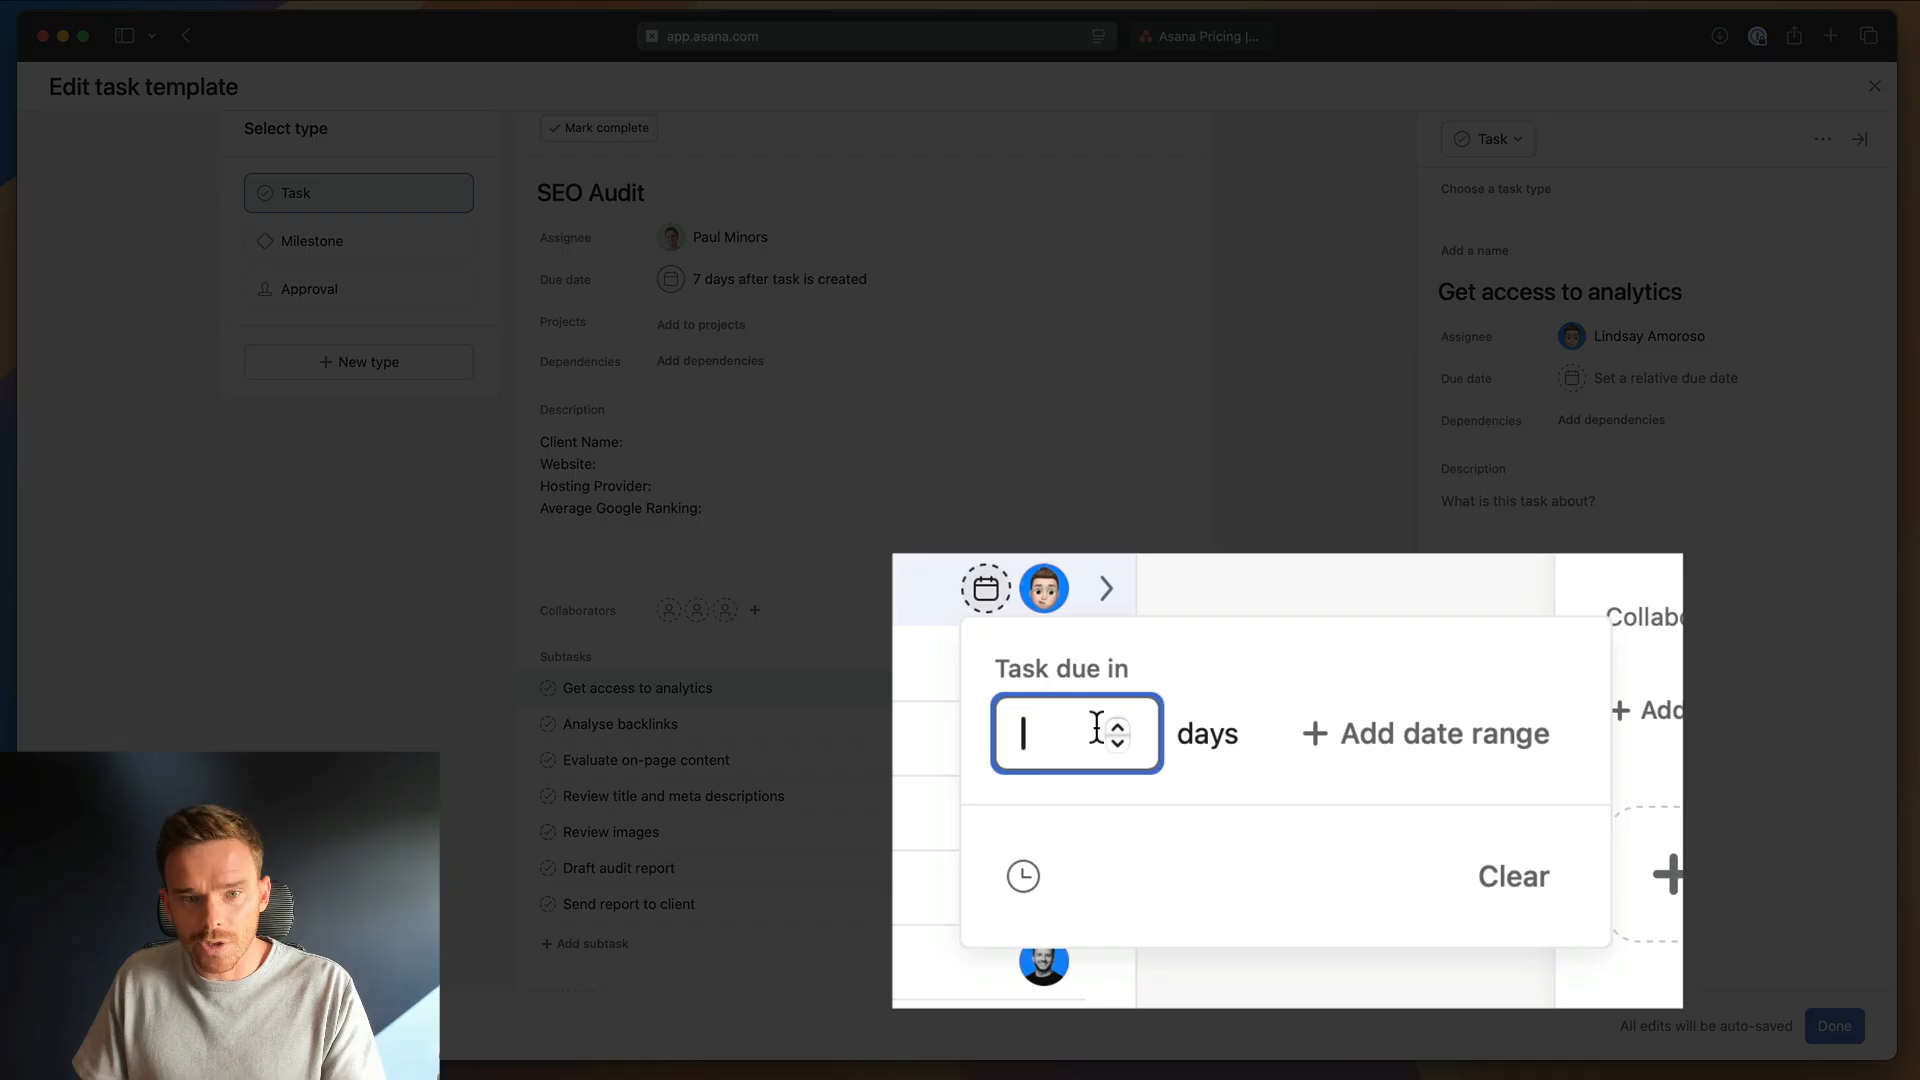 app.asana.com
Asana Pricing |...
Edit task template
Select type
Task
Milestone
Approval
New type
Mark complete
SEO Audit
Assignee
Paul Minors
Due date
7 days after task is created
Projects
Add to projects
Dependencies
Add dependencies
Description
Client Name:
Website:
Hosting Provider:
Average Google Ranking:
Collaborators
Subtasks
Get access to analytics
Analyse backlinks
Evaluate on-page content
Review title and meta descriptions
Review images
Draft audit report
Send report to client
Add subtask
Task
Choose a task type
Add a name
Get access to analytics
Assignee
Lindsay Amoroso
Due date
Set a relative due date
Dependencies
Add dependencies
Description
What is this task about?
Collabo
Add
Task due in
days
+ Add date range
Clear
All edits will be auto-saved
Done